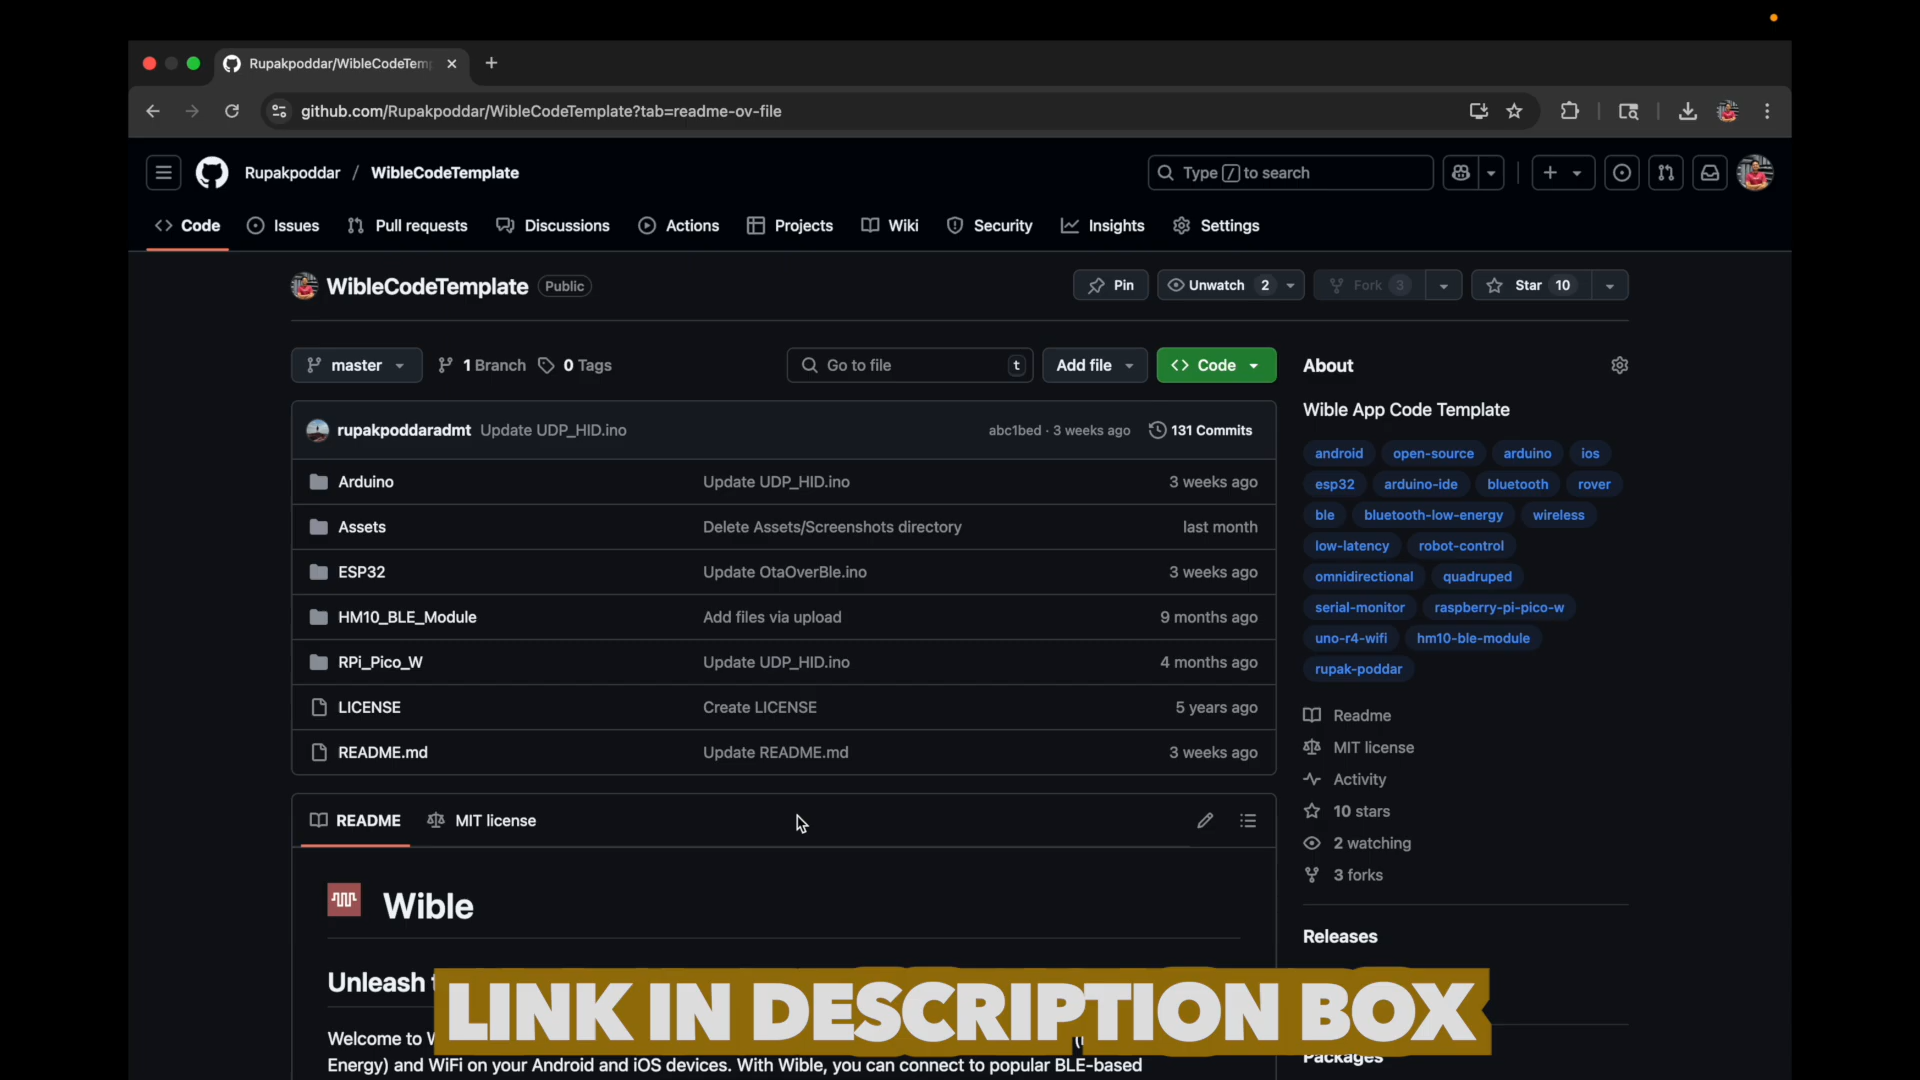 Rupakpoddar/WibleCodeTem
github.com/Rupakpoddar/WibleCodeTemplate?tab=readme-ov-file
Rupakpoddar / WibleCodeTemplate
Type / to search
Code Issues Pull requests Discussions Actions Projects Wiki Security Insights Settings
WibleCodeTemplate Public
Pin Unwatch 2 Fork 3 Star 10
master 1 Branch 0 Tags Go to file t Add file Code
rupakpoddaradmt Update UDP_HID.ino abc1bed · 3 weeks ago 131 Commits
Arduino Update UDP_HID.ino 3 weeks ago
Assets Delete Assets/Screenshots directory last month
ESP32 Update OtaOverBle.ino 3 weeks ago
HM10_BLE_Module Add files via upload 9 months ago
RPi_Pico_W Update UDP_HID.ino 4 months ago
LICENSE Create LICENSE 5 years ago
README.md Update README.md 3 weeks ago
README MIT license
Wible
Unleash
Welcome to
Energy) and WiFi on your Android and iOS devices. With Wible, you can connect to popular BLE-based
About
Wible App Code Template
android open-source arduino ios
esp32 arduino-ide bluetooth rover
ble bluetooth-low-energy wireless
low-latency robot-control
omnidirectional quadruped
serial-monitor raspberry-pi-pico-w
uno-r4-wifi hm10-ble-module
rupak-poddar
Readme
MIT license
Activity
10 stars
2 watching
3 forks
Releases
Packages
LINK IN DESCRIPTION BOX